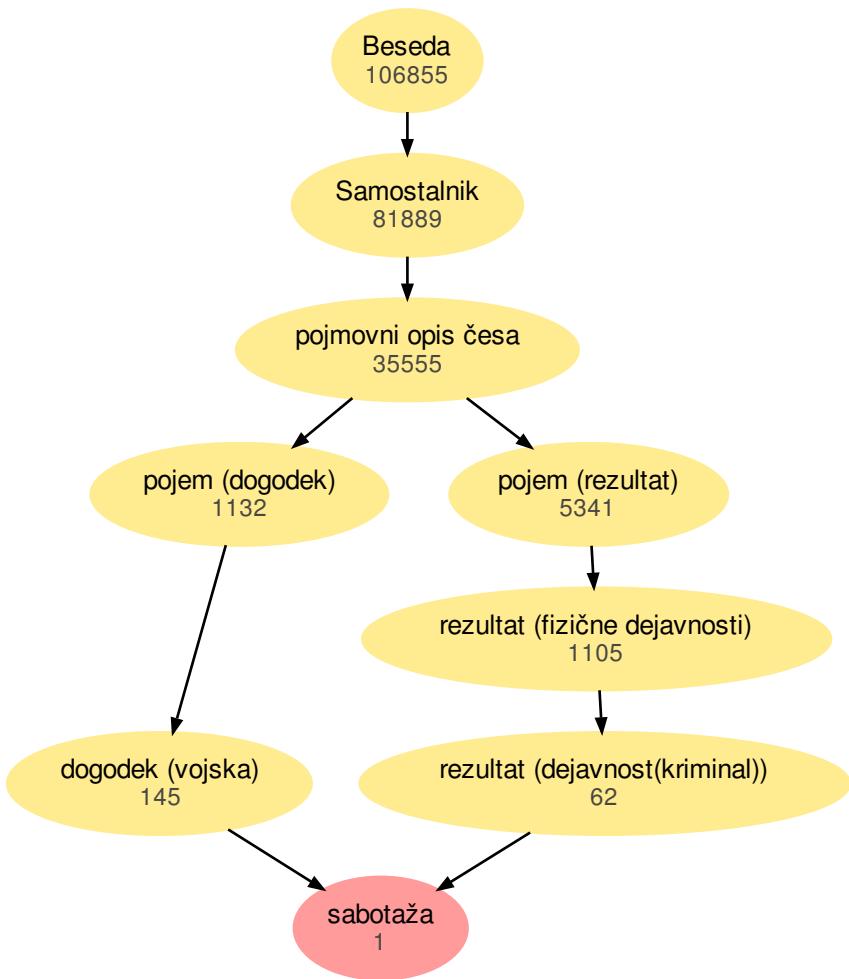 Beseda
106855
Samostalnik
81889
pojmovni opis česa
35555
pojem (dogodek)
1132
pojem (rezultat)
5341
rezultat (fizične dejavnosti)
1105
dogodek (vojska)
145
rezultat (dejavnost(kriminal))
62
sabotaža
1